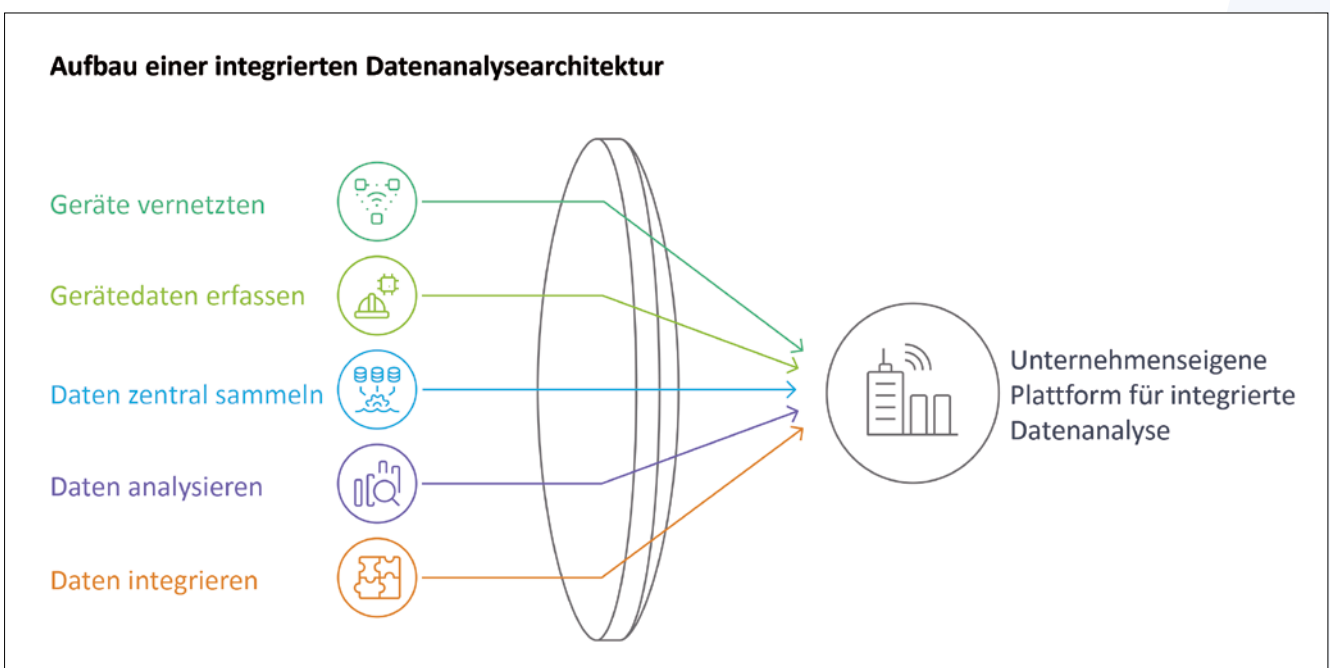 Aufbau einer integrierten Datenanalysearchitektur
Geräte vernetzten
Gerätedaten erfassen
Daten zentral sammeln
Daten analysieren
Daten integrieren
Unternehmenseigene
Plattform für integrierte
Datenanalyse